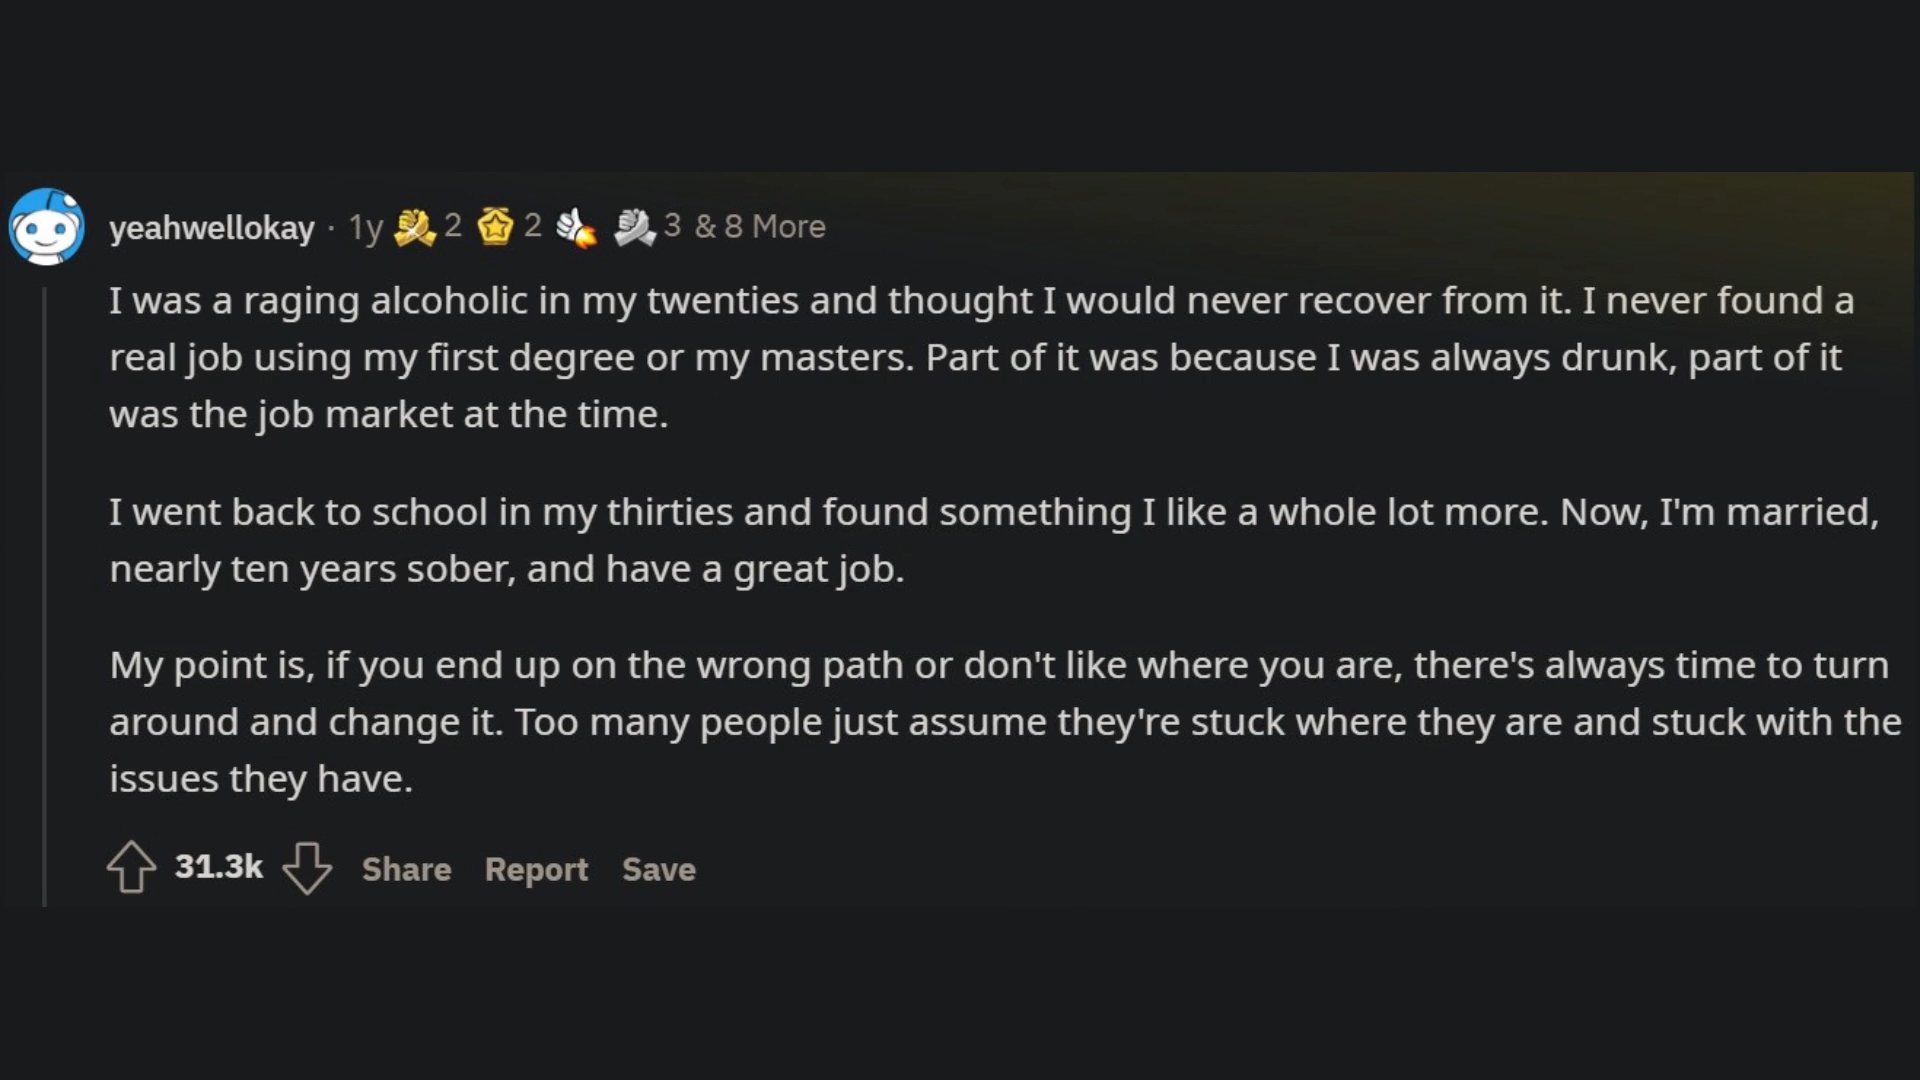 yeahwellokay · 1y 2 2 3 & 8 More
I was a raging alcoholic in my twenties and thought I would never recover from it. I never found a
real job using my first degree or my masters. Part of it was because I was always drunk, part of it
was the job market at the time.
I went back to school in my thirties and found something I like a whole lot more. Now, I'm married,
nearly ten years sober, and have a great job.
My point is, if you end up on the wrong path or don't like where you are, there's always time to turn
around and change it. Too many people just assume they're stuck where they are and stuck with the
issues they have.
31.3k Share Report Save